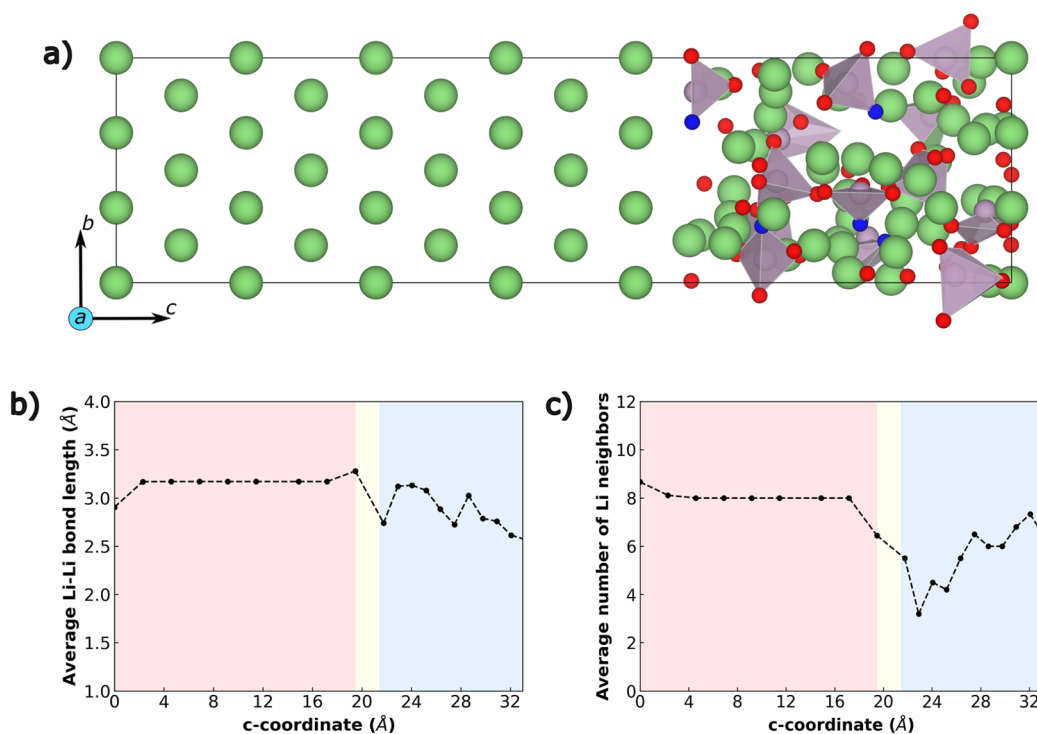 a)
b
a
c
b)
Average Li-Li bond length (Å)
4.0
3.5
3.0
2.5
2.0
1.5
1.0
0 4 8 12 16 20 24 28 32
c-coordinate (Å)
c)
Average number of Li neighbors
12
10
8
6
4
2
0
0 4 8 12 16 20 24 28 32
c-coordinate (Å)